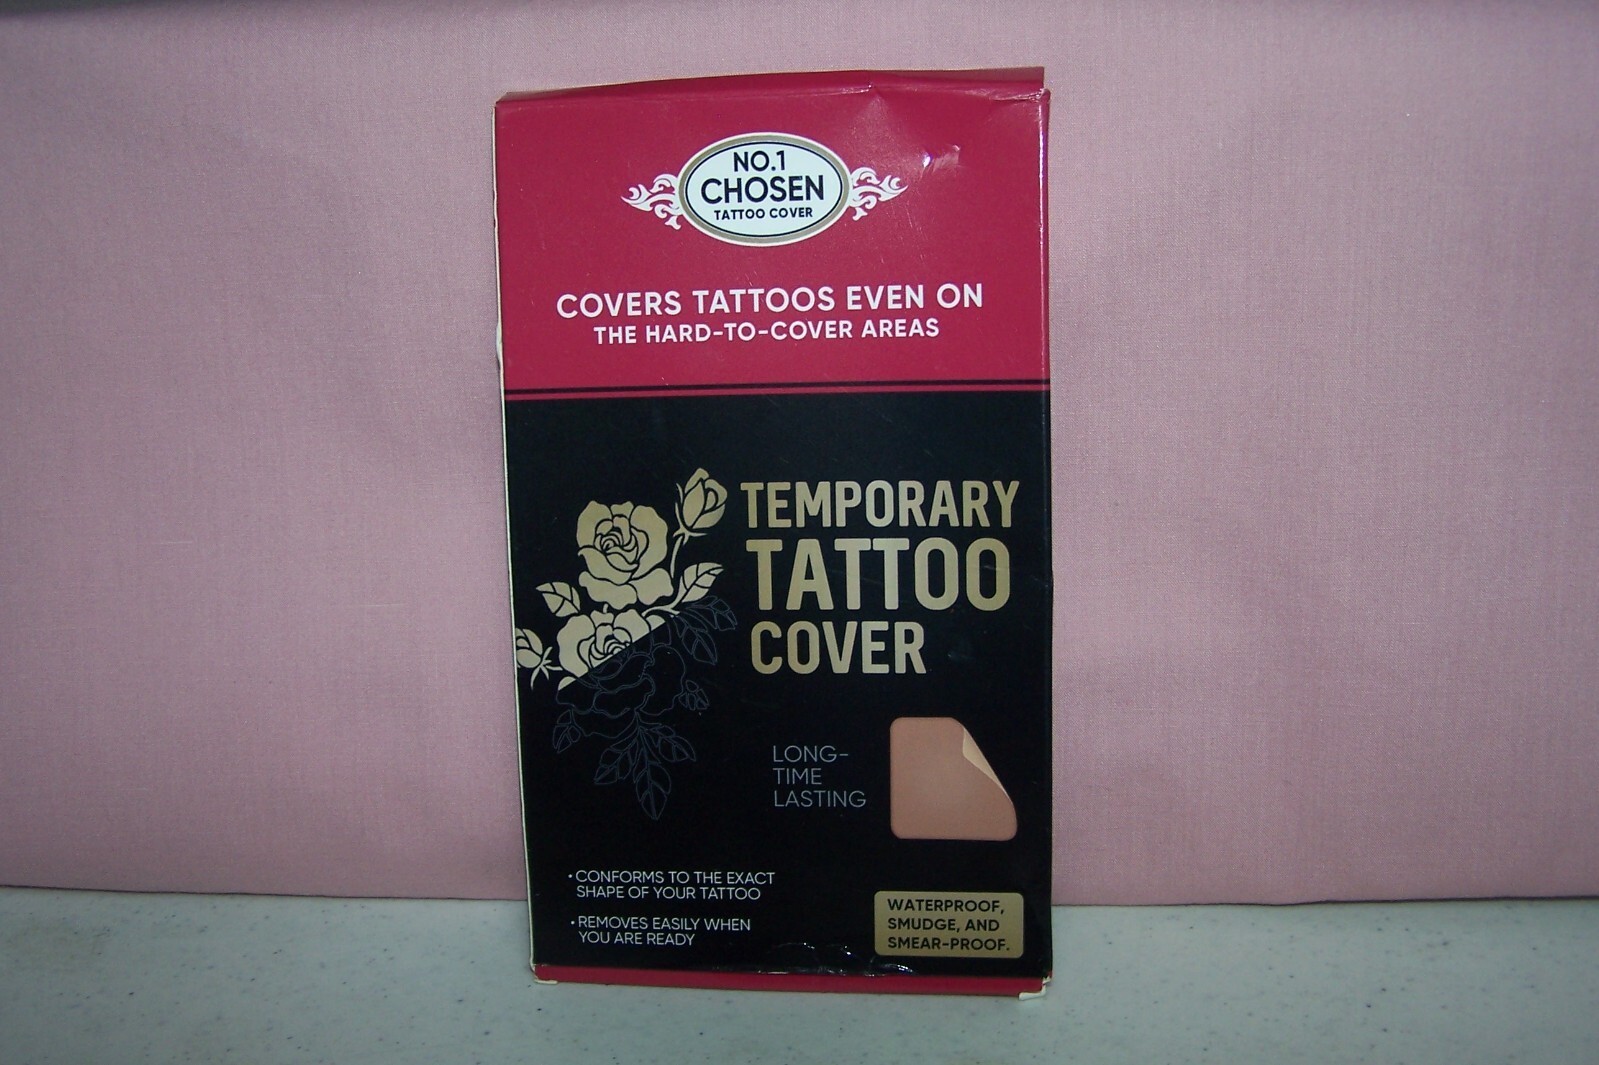 NO.1
CHOSEN
TATTOO COVER
COVERS TATTOOS EVEN ON
THE HARD-TO-COVER AREAS
TEMPORARY
TATTOO
COVER
LONG-
TIME
LASTING
• CONFORMS TO THE EXACT
SHAPE OF YOUR TATTOO
• REMOVES EASILY WHEN
YOU ARE READY
WATERPROOF,
SMUDGE, AND
SMEAR-PROOF.